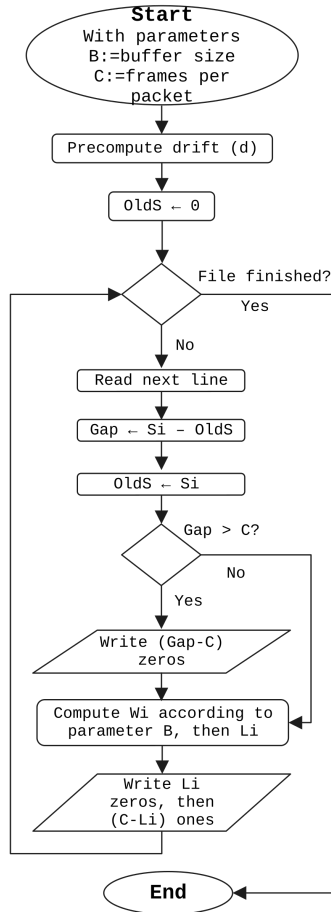 Start
With parameters
B:=buffer size
C:=frames per
packet
Precompute drift (d)
OldS ← 0
File finished?
Yes
No
Read next line
Gap ← Si – OldS
OldS ← Si
Gap > C?
No
Yes
Write (Gap-C)
zeros
Compute Wi according to
parameter B, then Li
Write Li
zeros, then
(C-Li) ones
End